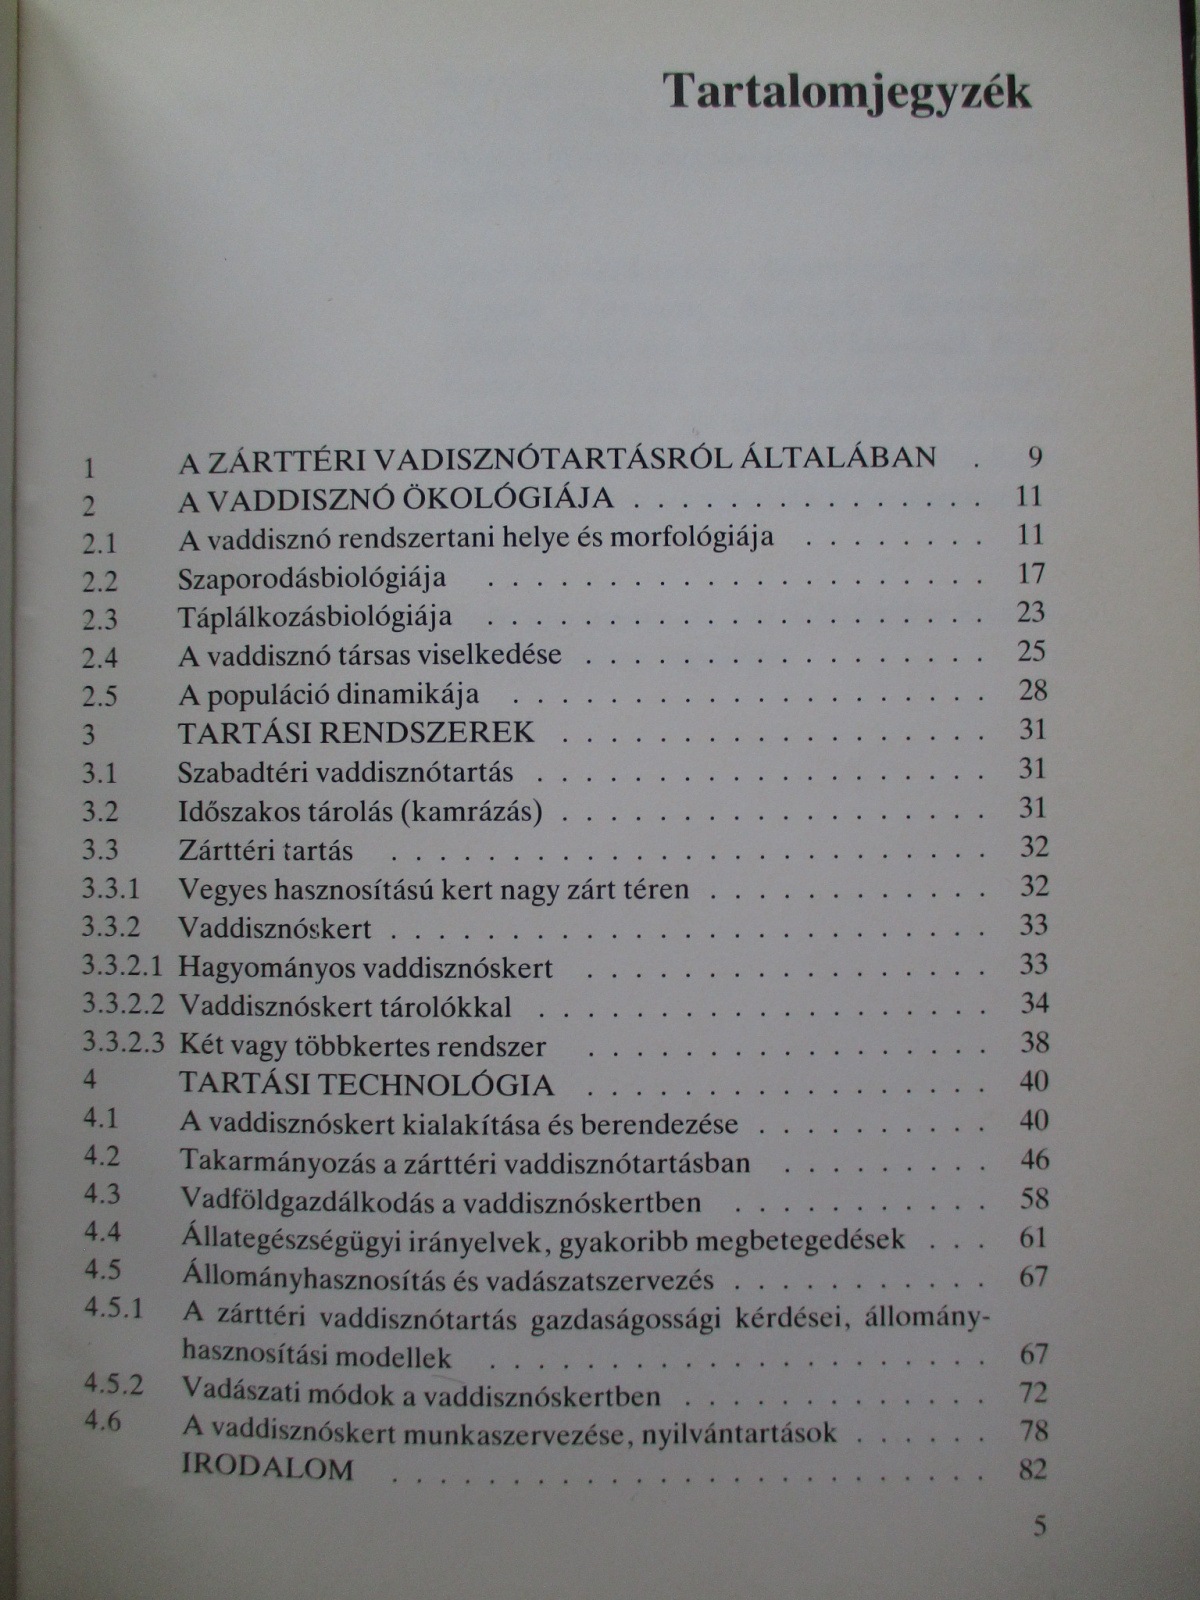 Tartalomjegyzék
1 A ZÁRTTÉRI VADISZNÓTARTÁSRÓL ÁLTALÁBAN . 9
2 A VADDISZNÓ ÖKOLÓGIÁJA . . . . . . . . . . . . . . . 11
2.1 A vaddisznó rendszertani helye és morfológiája . . . . . . . . 11
2.2 Szaporodásbiológiája . . . . . . . . . . . . . . . . . . . . . 17
2.3 Táplálkozásbiológiája . . . . . . . . . . . . . . . . . . . . . 23
2.4 A vaddisznó társas viselkedése . . . . . . . . . . . . . . . . . 25
2.5 A populáció dinamikája . . . . . . . . . . . . . . . . . . . . 28
3 TARTÁSI RENDSZEREK . . . . . . . . . . . . . . . . . . 31
3.1 Szabadtéri vaddisznótartás . . . . . . . . . . . . . . . . . . . 31
3.2 Időszakos tárolás (kamrázás) . . . . . . . . . . . . . . . . . . 31
3.3 Zárttéri tartás . . . . . . . . . . . . . . . . . . . . . . . . . 32
3.3.1 Vegyes hasznosítású kert nagy zárt téren . . . . . . . . . . . . 32
3.3.2 Vaddisznóskert . . . . . . . . . . . . . . . . . . . . . . . . . 33
3.3.2.1 Hagyományos vaddisznóskert . . . . . . . . . . . . . . . . . 33
3.3.2.2 Vaddisznóskert tárolókkal . . . . . . . . . . . . . . . . . . . 34
3.3.2.3 Két vagy többkertes rendszer . . . . . . . . . . . . . . . . . 38
4 TARTÁSI TECHNOLÓGIA . . . . . . . . . . . . . . . . . 40
4.1 A vaddisznóskert kialakítása és berendezése . . . . . . . . . . 40
4.2 Takarmányozás a zárttéri vaddisznótartásban . . . . . . . . . 46
4.3 Vadföldgazdálkodás a vaddisznóskertben . . . . . . . . . . . 58
4.4 Állategészségügyi irányelvek, gyakoribb megbetegedések . . . 61
4.5 Állományhasznosítás és vadászatszervezés . . . . . . . . . . . 67
4.5.1 A zárttéri vaddisznótartás gazdaságossági kérdései, állomány-
hasznosítási modellek . . . . . . . . . . . . . . . . . . . . . 67
4.5.2 Vadászati módok a vaddisznóskertben . . . . . . . . . . . . . 72
4.6 A vaddisznóskert munkaszervezése, nyilvántartások . . . . . . 78
IRODALOM . . . . . . . . . . . . . . . . . . . . . . . . . 82
5